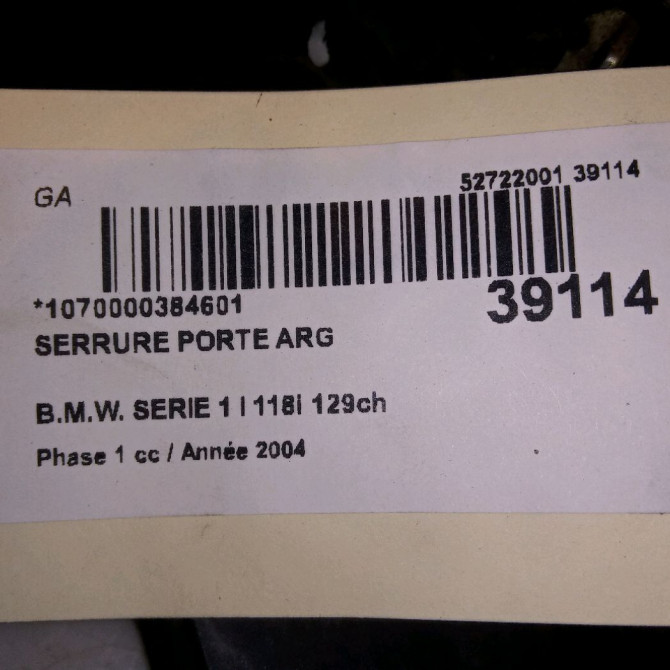 GA
52722001 39114
*1070000384601
39114
SERRURE PORTE ARG
B.M.W. SERIE 1 I 118i 129ch
Phase 1 cc / Année 2004